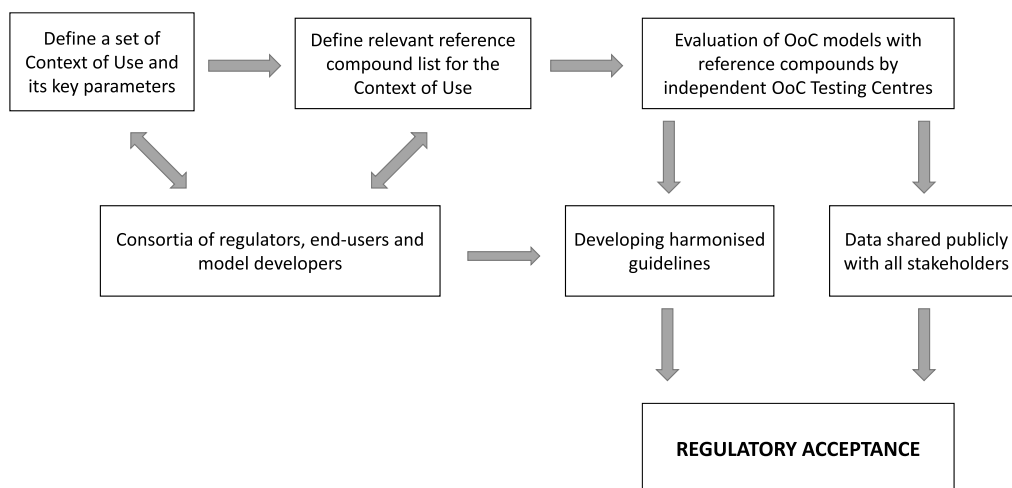 Define a set of
Context of Use and
its key parameters
Define relevant reference
compound list for the
Context of Use
Evaluation of OoC models with
reference compounds by
independent OoC Testing Centres
Consortia of regulators, end-users and
model developers
Developing harmonised
guidelines
Data shared publicly
with all stakeholders
REGULATORY ACCEPTANCE